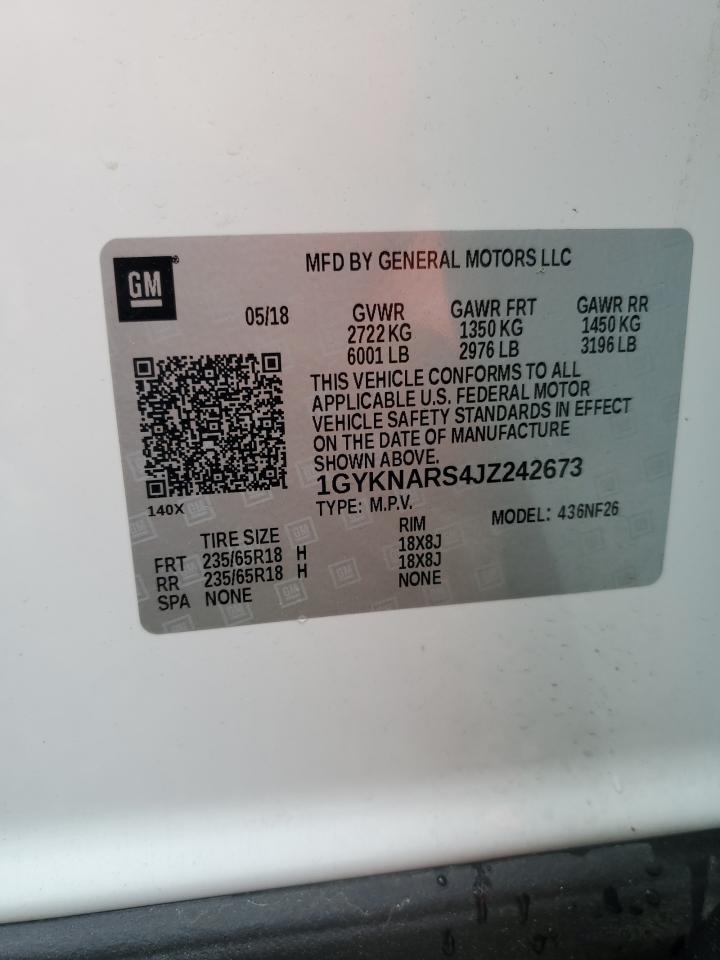 GM®
MFD BY GENERAL MOTORS LLC
05/18 GVWR GAWR FRT GAWR RR
2722 KG 1350 KG 1450 KG
6001 LB 2976 LB 3196 LB
THIS VEHICLE CONFORMS TO ALL
APPLICABLE U.S. FEDERAL MOTOR
VEHICLE SAFETY STANDARDS IN EFFECT
ON THE DATE OF MANUFACTURE
SHOWN ABOVE.
1GYKNARS4JZ242673
140X TYPE: M.P.V. MODEL: 436NF26
TIRE SIZE RIM
FRT 235/65R18 H 18X8J
RR 235/65R18 H 18X8J
SPA NONE NONE